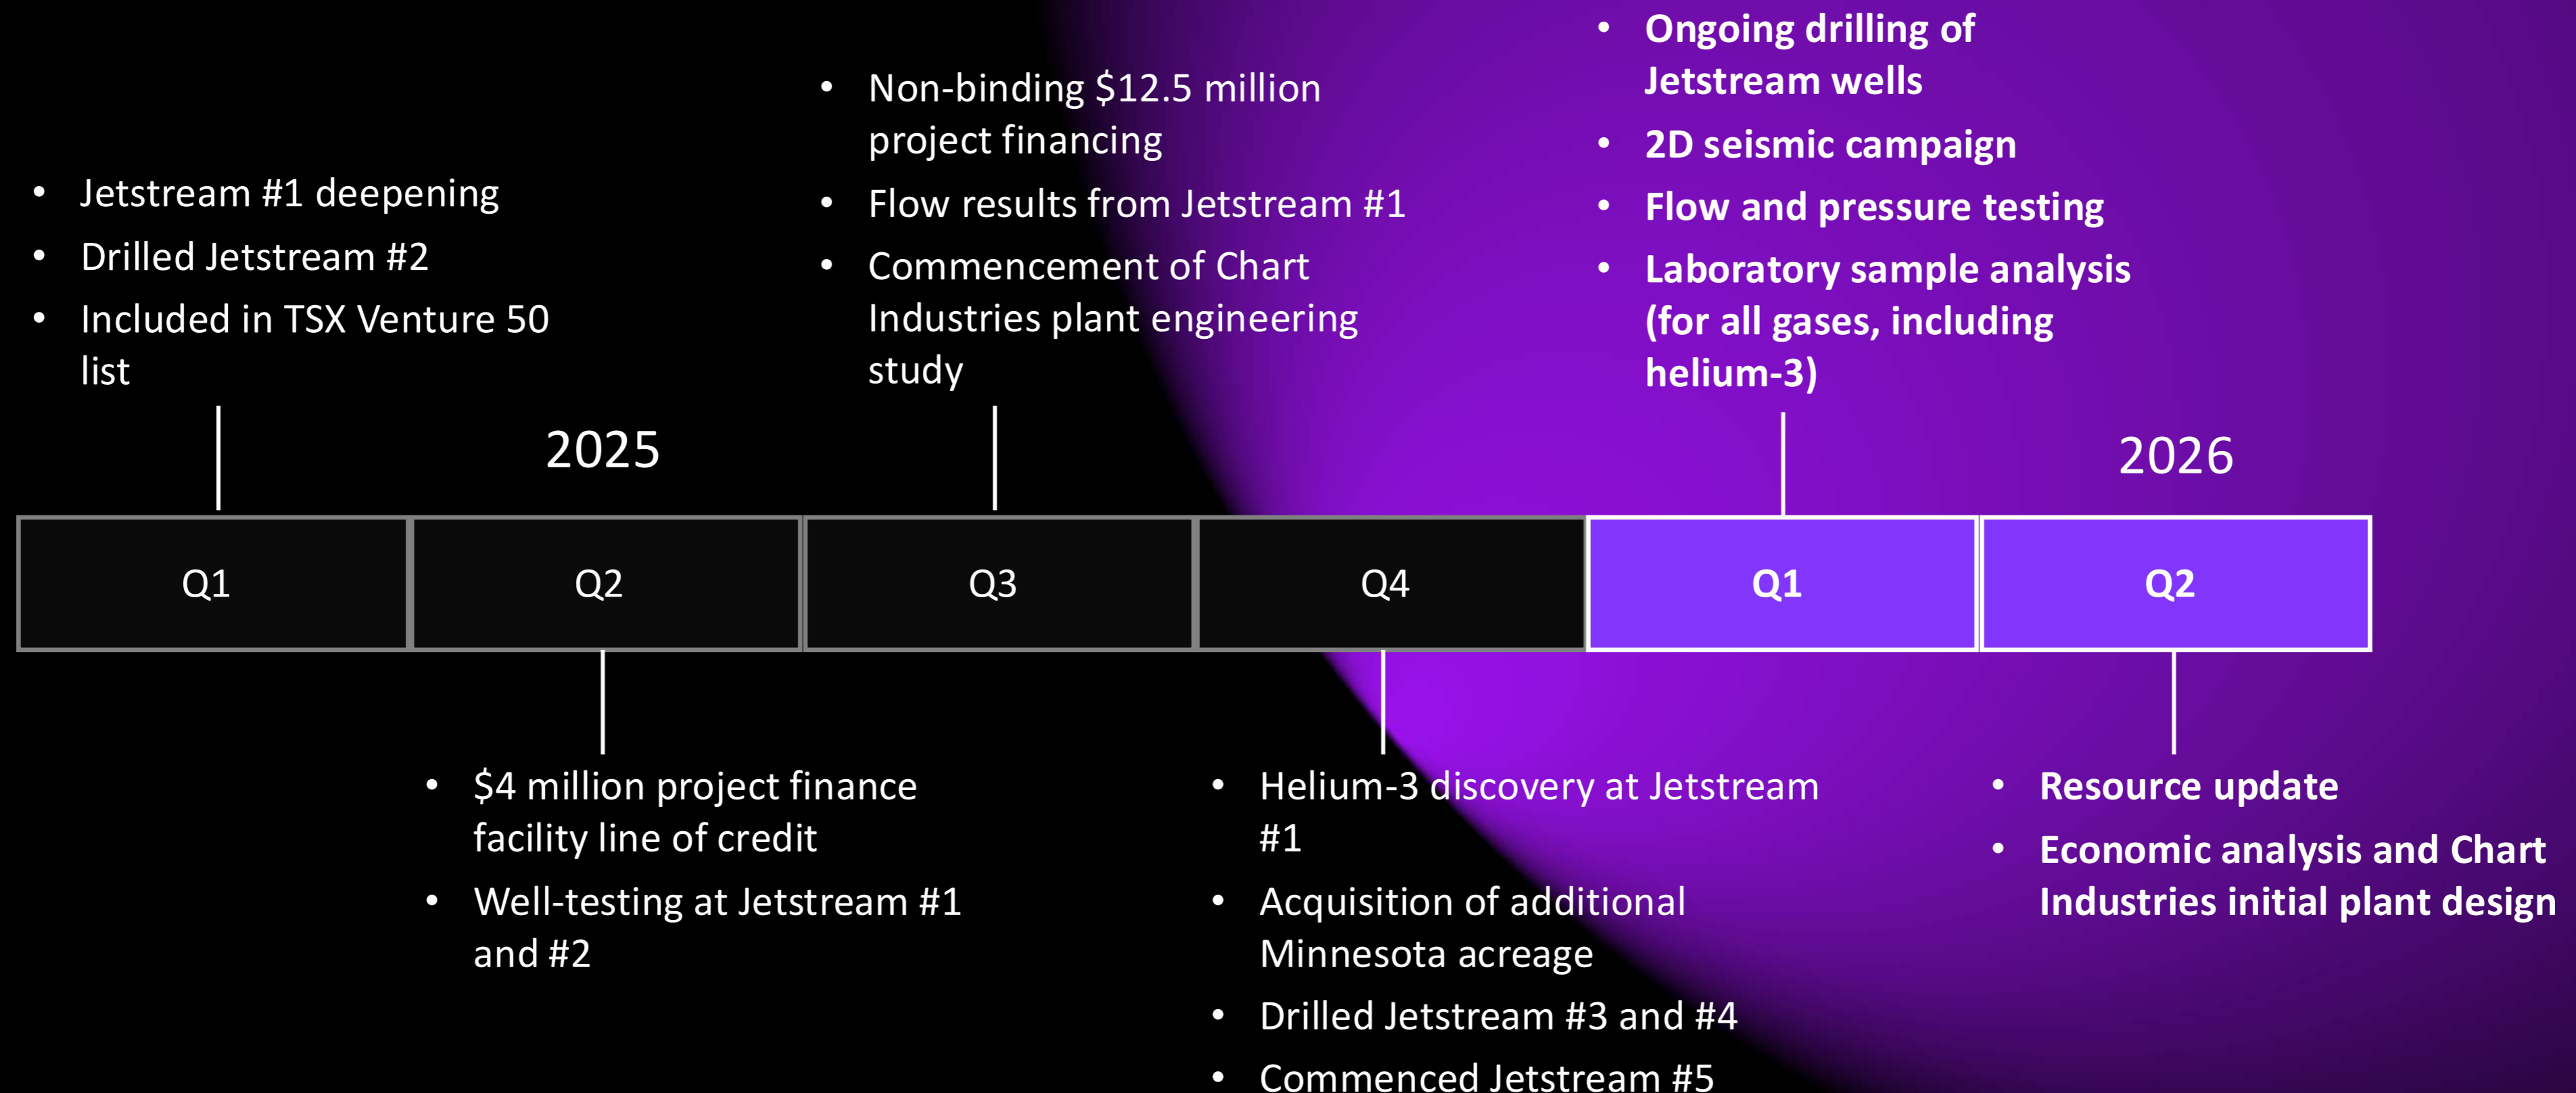 • Jetstream #1 deepening
• Drilled Jetstream #2
• Included in TSX Venture 50
list
• Non-binding $12.5 million
project financing
• Flow results from Jetstream #1
• Commencement of Chart
Industries plant engineering
study
• Ongoing drilling of
Jetstream wells
• 2D seismic campaign
• Flow and pressure testing
• Laboratory sample analysis
(for all gases, including
helium-3)
2025
2026
Q1
Q2
Q3
Q4
Q1
Q2
• $4 million project finance
facility line of credit
• Well-testing at Jetstream #1
and #2
• Helium-3 discovery at Jetstream
#1
• Acquisition of additional
Minnesota acreage
• Drilled Jetstream #3 and #4
• Commenced Jetstream #5
• Resource update
• Economic analysis and Chart
Industries initial plant design